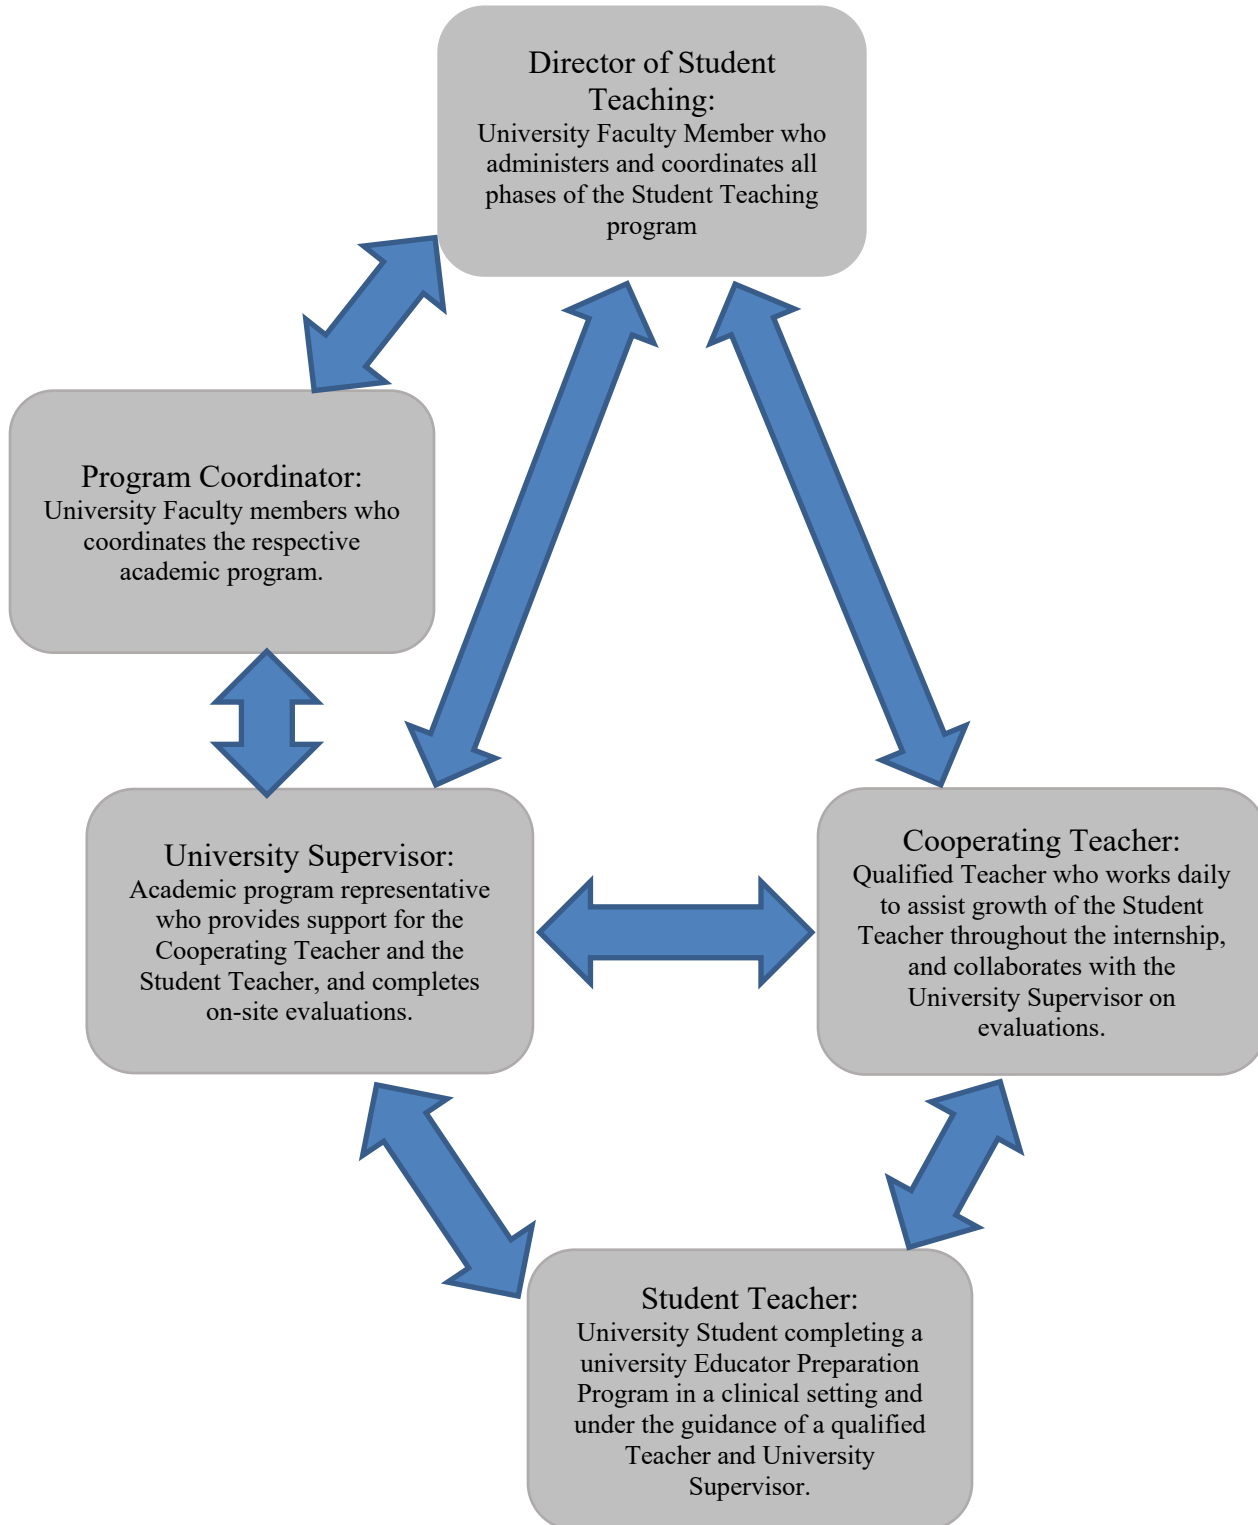 Director of Student
Teaching:
University Faculty Member who
administers and coordinates all
phases of the Student Teaching
program
Program Coordinator:
University Faculty members who
coordinates the respective
academic program.
University Supervisor:
Academic program representative
who provides support for the
Cooperating Teacher and the
Student Teacher, and completes
on-site evaluations.
Cooperating Teacher:
Qualified Teacher who works daily
to assist growth of the Student
Teacher throughout the internship,
and collaborates with the
University Supervisor on
evaluations.
Student Teacher:
University Student completing a
university Educator Preparation
Program in a clinical setting and
under the guidance of a qualified
Teacher and University
Supervisor.